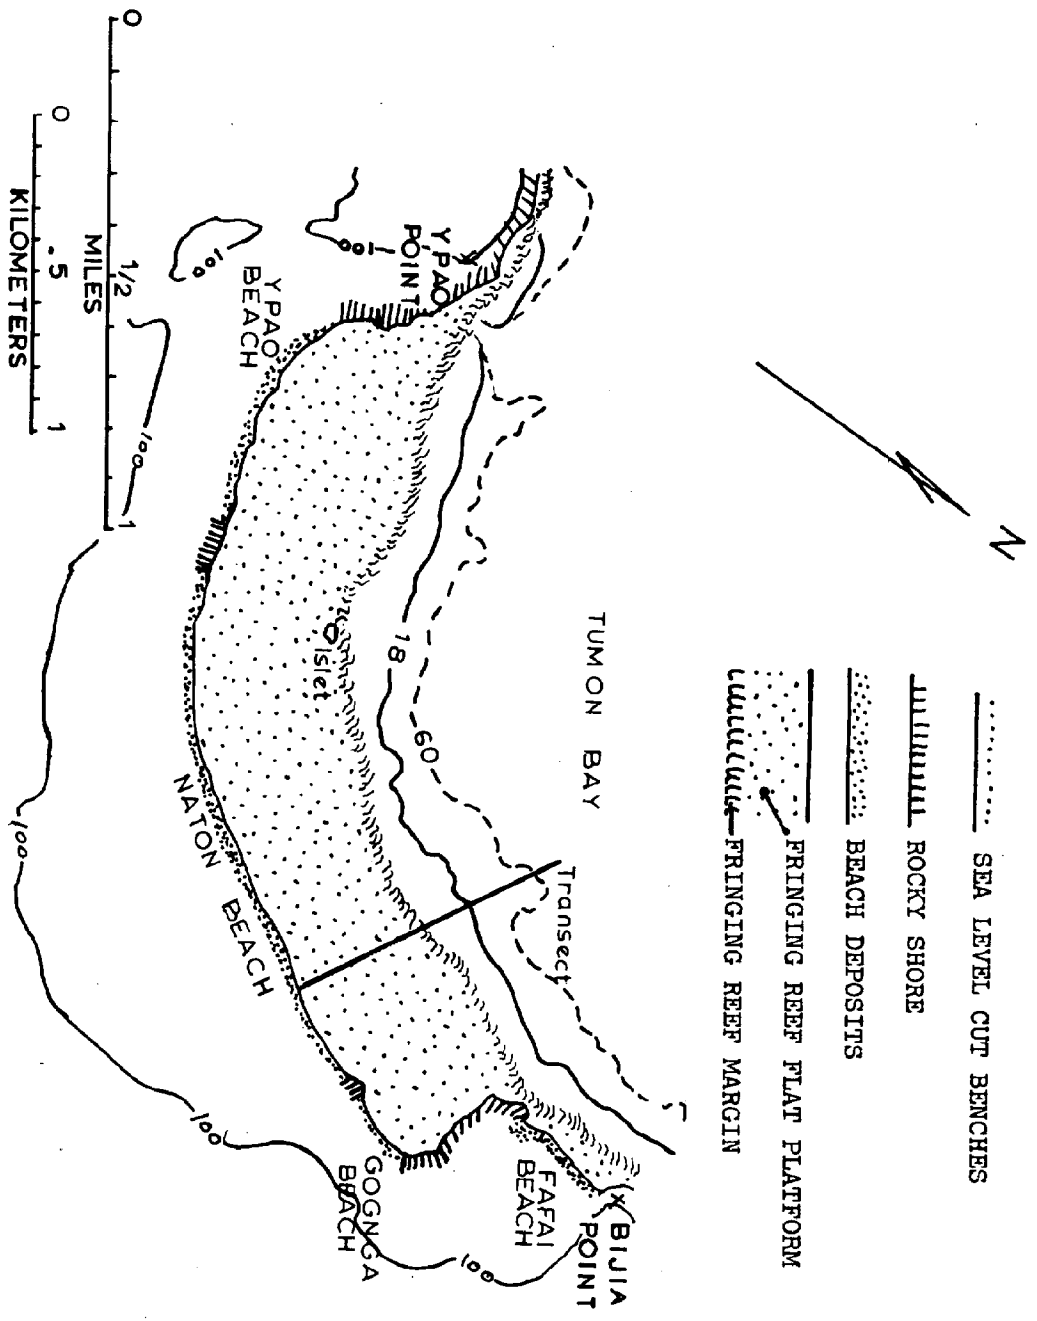 N
SEA LEVEL CUT BENCHES
ROCKY SHORE
BEACH DEPOSITS
FRINGING REEF FLAT PLATFORM
FRINGING REEF MARGIN
TUMON BAY
Transect
60
18
Islet
YPAO
POINT
100
YPAO
BEACH
100
100
NATON
BEACH
100
100
GOGNGA
BEACH
FAFAI
BEACH
100
BIJIA
POINT
x
0
1/2
1
MILES
0
.5
1
KILOMETERS